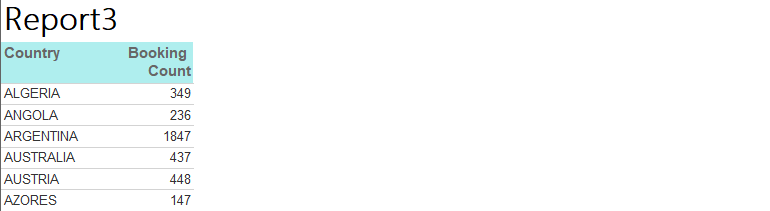 Report3
Country Booking
Count
ALGERIA 349
ANGOLA 236
ARGENTINA 1847
AUSTRALIA 437
AUSTRIA 448
AZORES 147